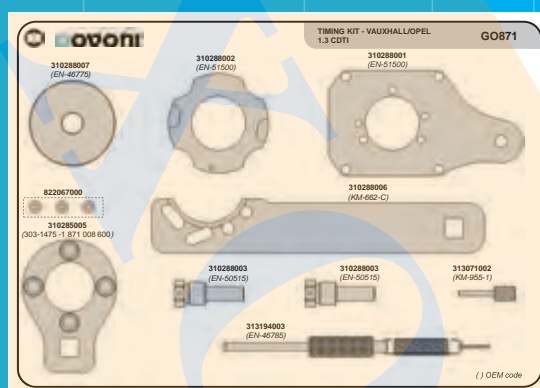 TIMING KIT - VAUXHALL/OPEL
1.3 CDTI
GO871
310288007
(EN-46775)
310288002
(EN-51500)
310288001
(EN-51500)
822067000
310285005
(303-1475 -1 871 008 600)
310288006
(KM-662-C)
310288003
(EN-50515)
310288003
(EN-50515)
313071002
(KM-955-1)
313194003
(EN-46785)
( ) OEM code